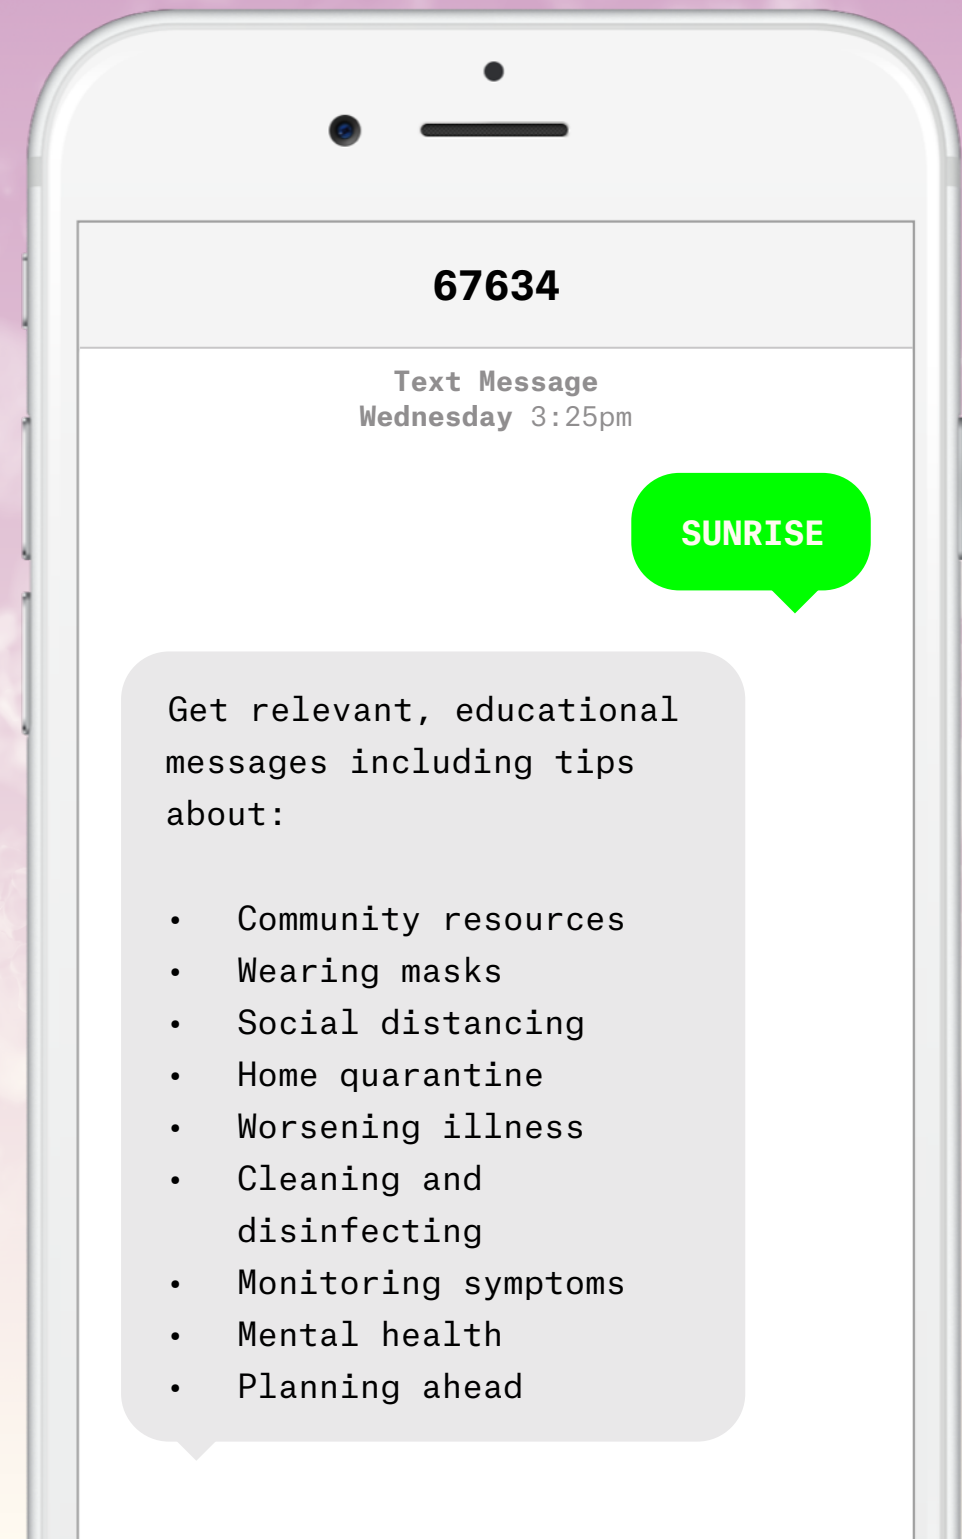 67634
Text Message
Wednesday 3:25pm
SUNRISE
Get relevant, educational
messages including tips
about:
• Community resources
• Wearing masks
• Social distancing
• Home quarantine
• Worsening illness
• Cleaning and
disinfecting
• Monitoring symptoms
• Mental health
• Planning ahead